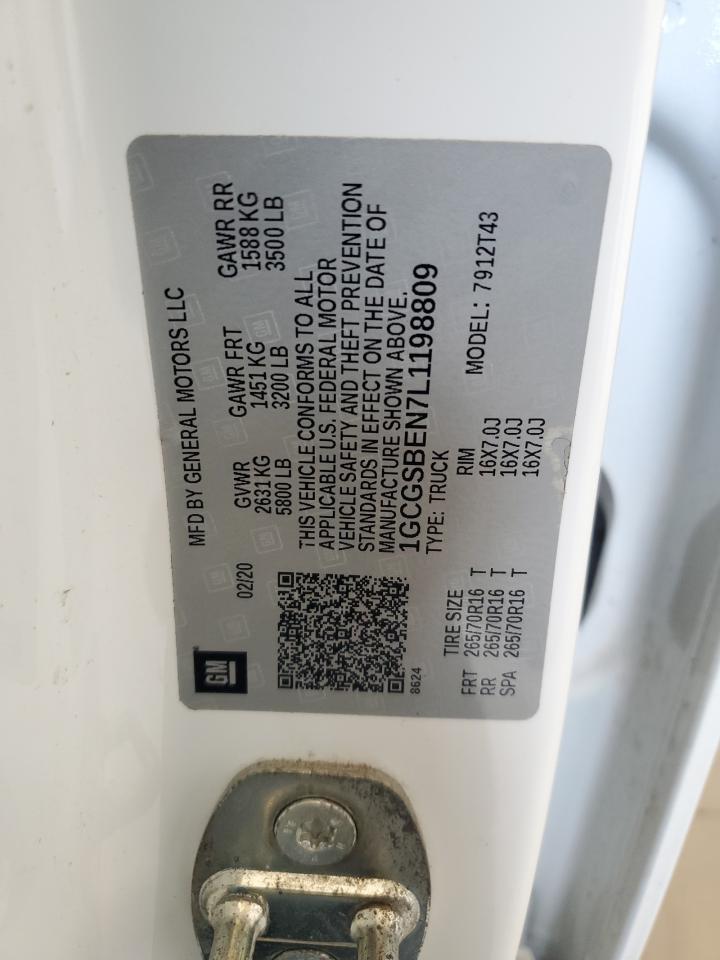 GM
MFD BY GENERAL MOTORS LLC
02/20
GVWR GAWR FRT GAWR RR
2631 KG 1451 KG 1588 KG
5800 LB 3200 LB 3500 LB
THIS VEHICLE CONFORMS TO ALL
APPLICABLE U.S. FEDERAL MOTOR
VEHICLE SAFETY AND THEFT PREVENTION
STANDARDS IN EFFECT ON THE DATE OF
MANUFACTURE SHOWN ABOVE.
1GCGSBEN7L1198809
TYPE: TRUCK
8624
MODEL: 7912T43
TIRE SIZE RIM
FRT 265/70R16 T 16X7.0J
RR 265/70R16 T 16X7.0J
SPA 265/70R16 T 16X7.0J